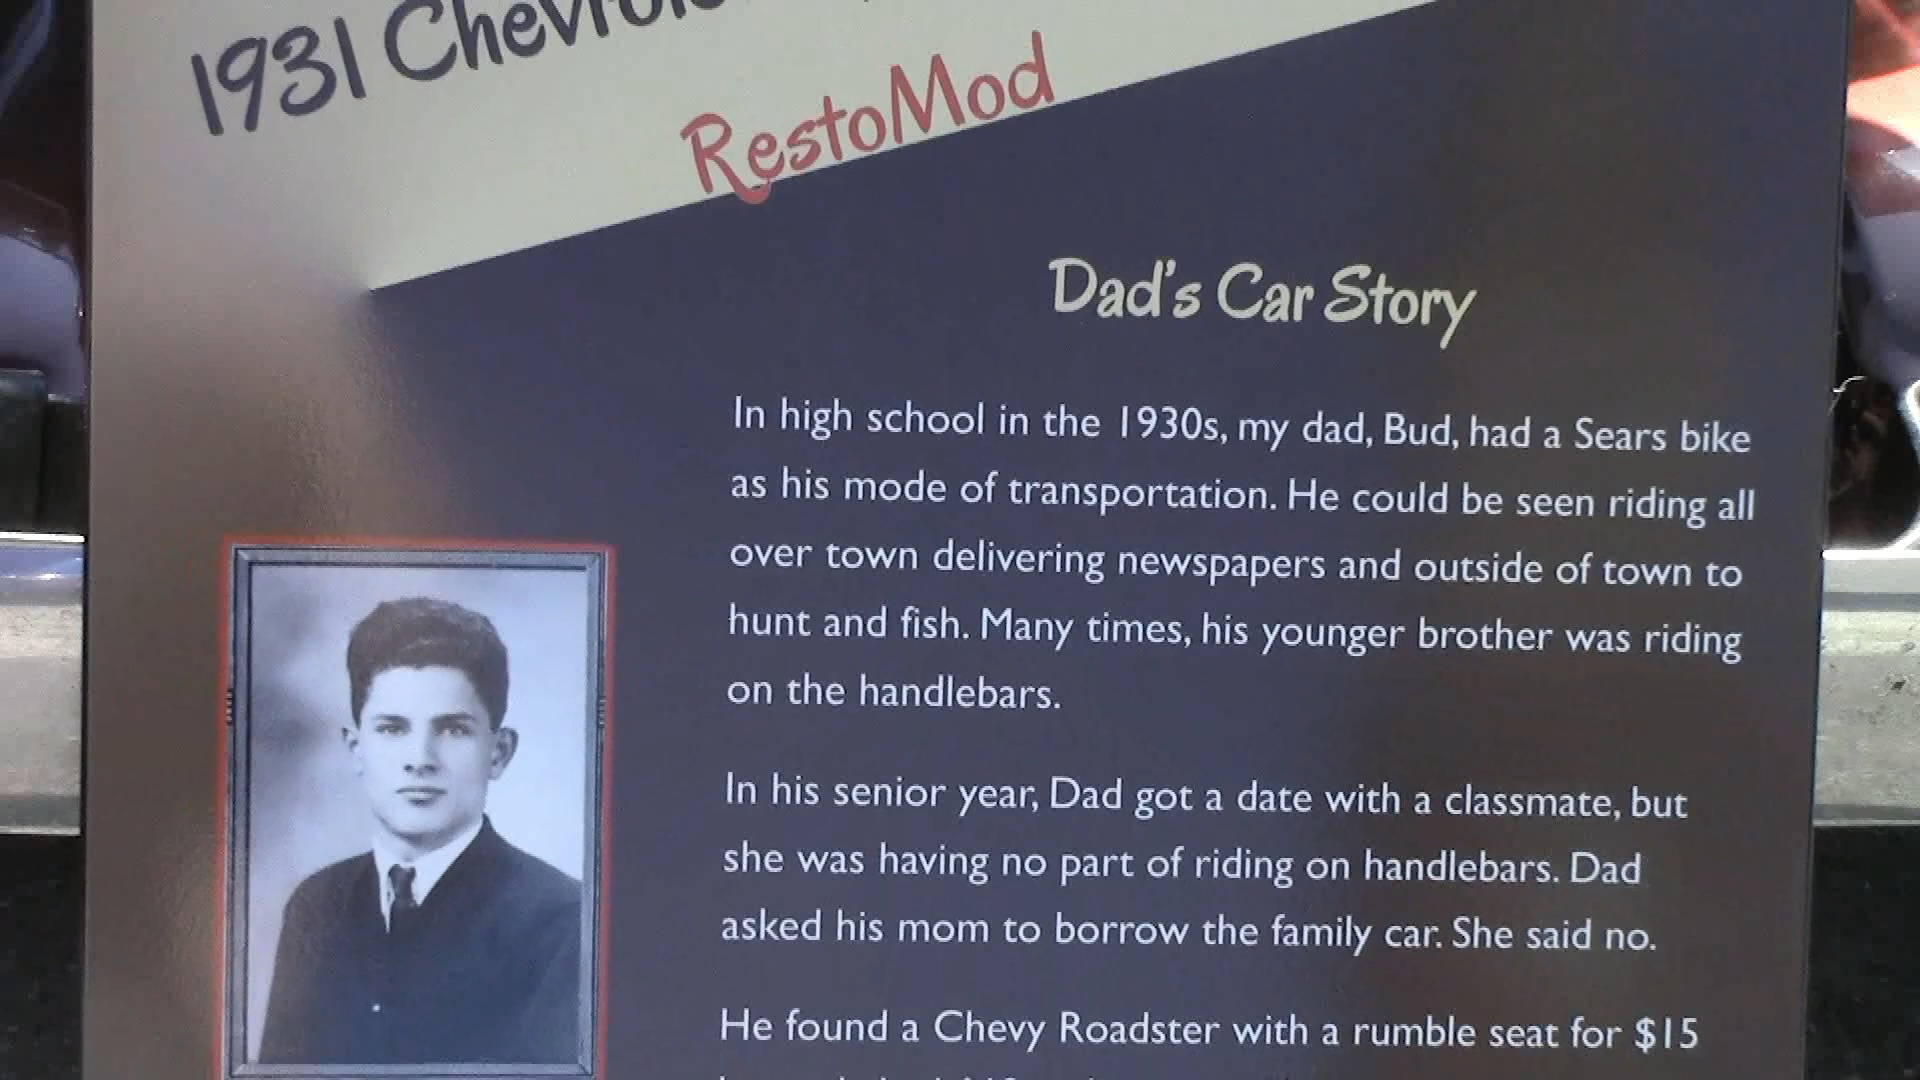 1931 Chevrole
RestoMod
Dad's Car Story
In high school in the 1930s, my dad, Bud, had a Sears bike
as his mode of transportation. He could be seen riding all
over town delivering newspapers and outside of town to
hunt and fish. Many times, his younger brother was riding
on the handlebars.
In his senior year, Dad got a date with a classmate, but
she was having no part of riding on handlebars. Dad
asked his mom to borrow the family car. She said no.
He found a Chevy Roadster with a rumble seat for $15